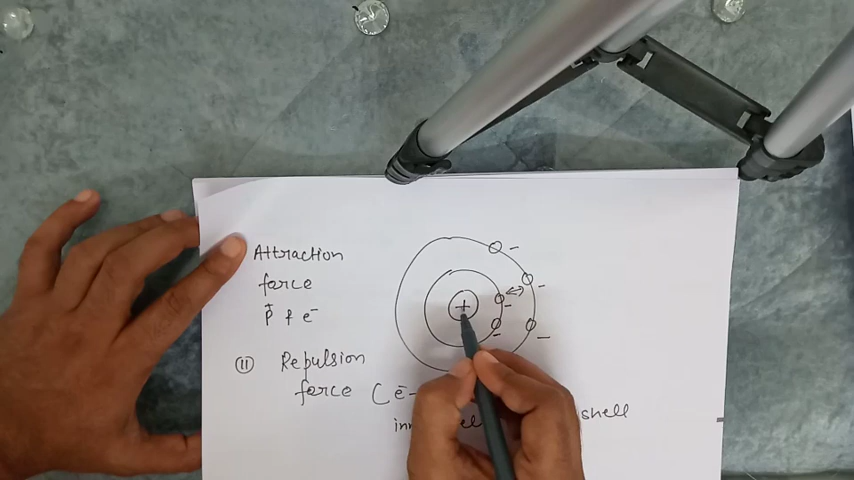 Attraction
force
p̄ & e⁻
(II) Repulsion
force (ē-
shell
+
-
-
-
-
-